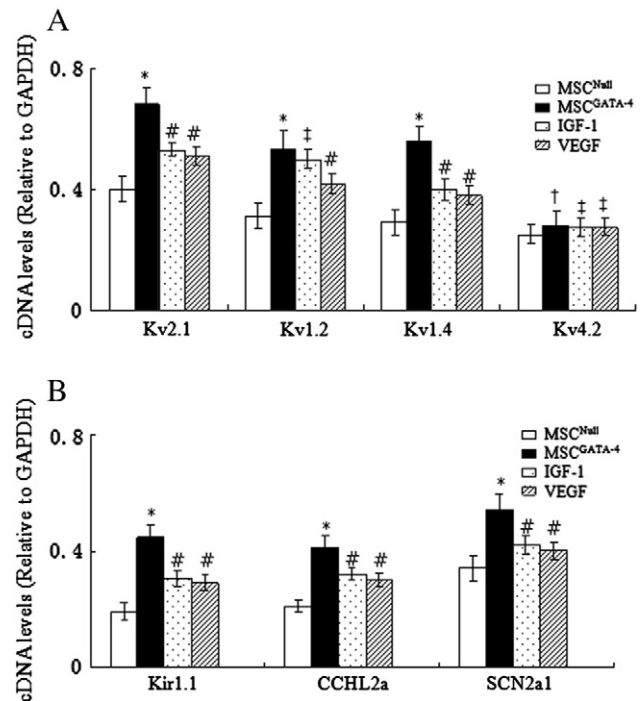 A
cDNA levels (Relative to GAPDH)
0.8
0.4
0
* # #
* ‡ #
* # #
† ‡ ‡
MSC^Null
MSC^GATA-4
IGF-1
VEGF
Kv2.1 Kv1.2 Kv1.4 Kv4.2
B
cDNA levels (Relative to GAPDH)
0.8
0.4
0
* # #
* # #
* # #
MSC^Null
MSC^GATA-4
IGF-1
VEGF
Kir1.1 CCHL2a SCN2a1